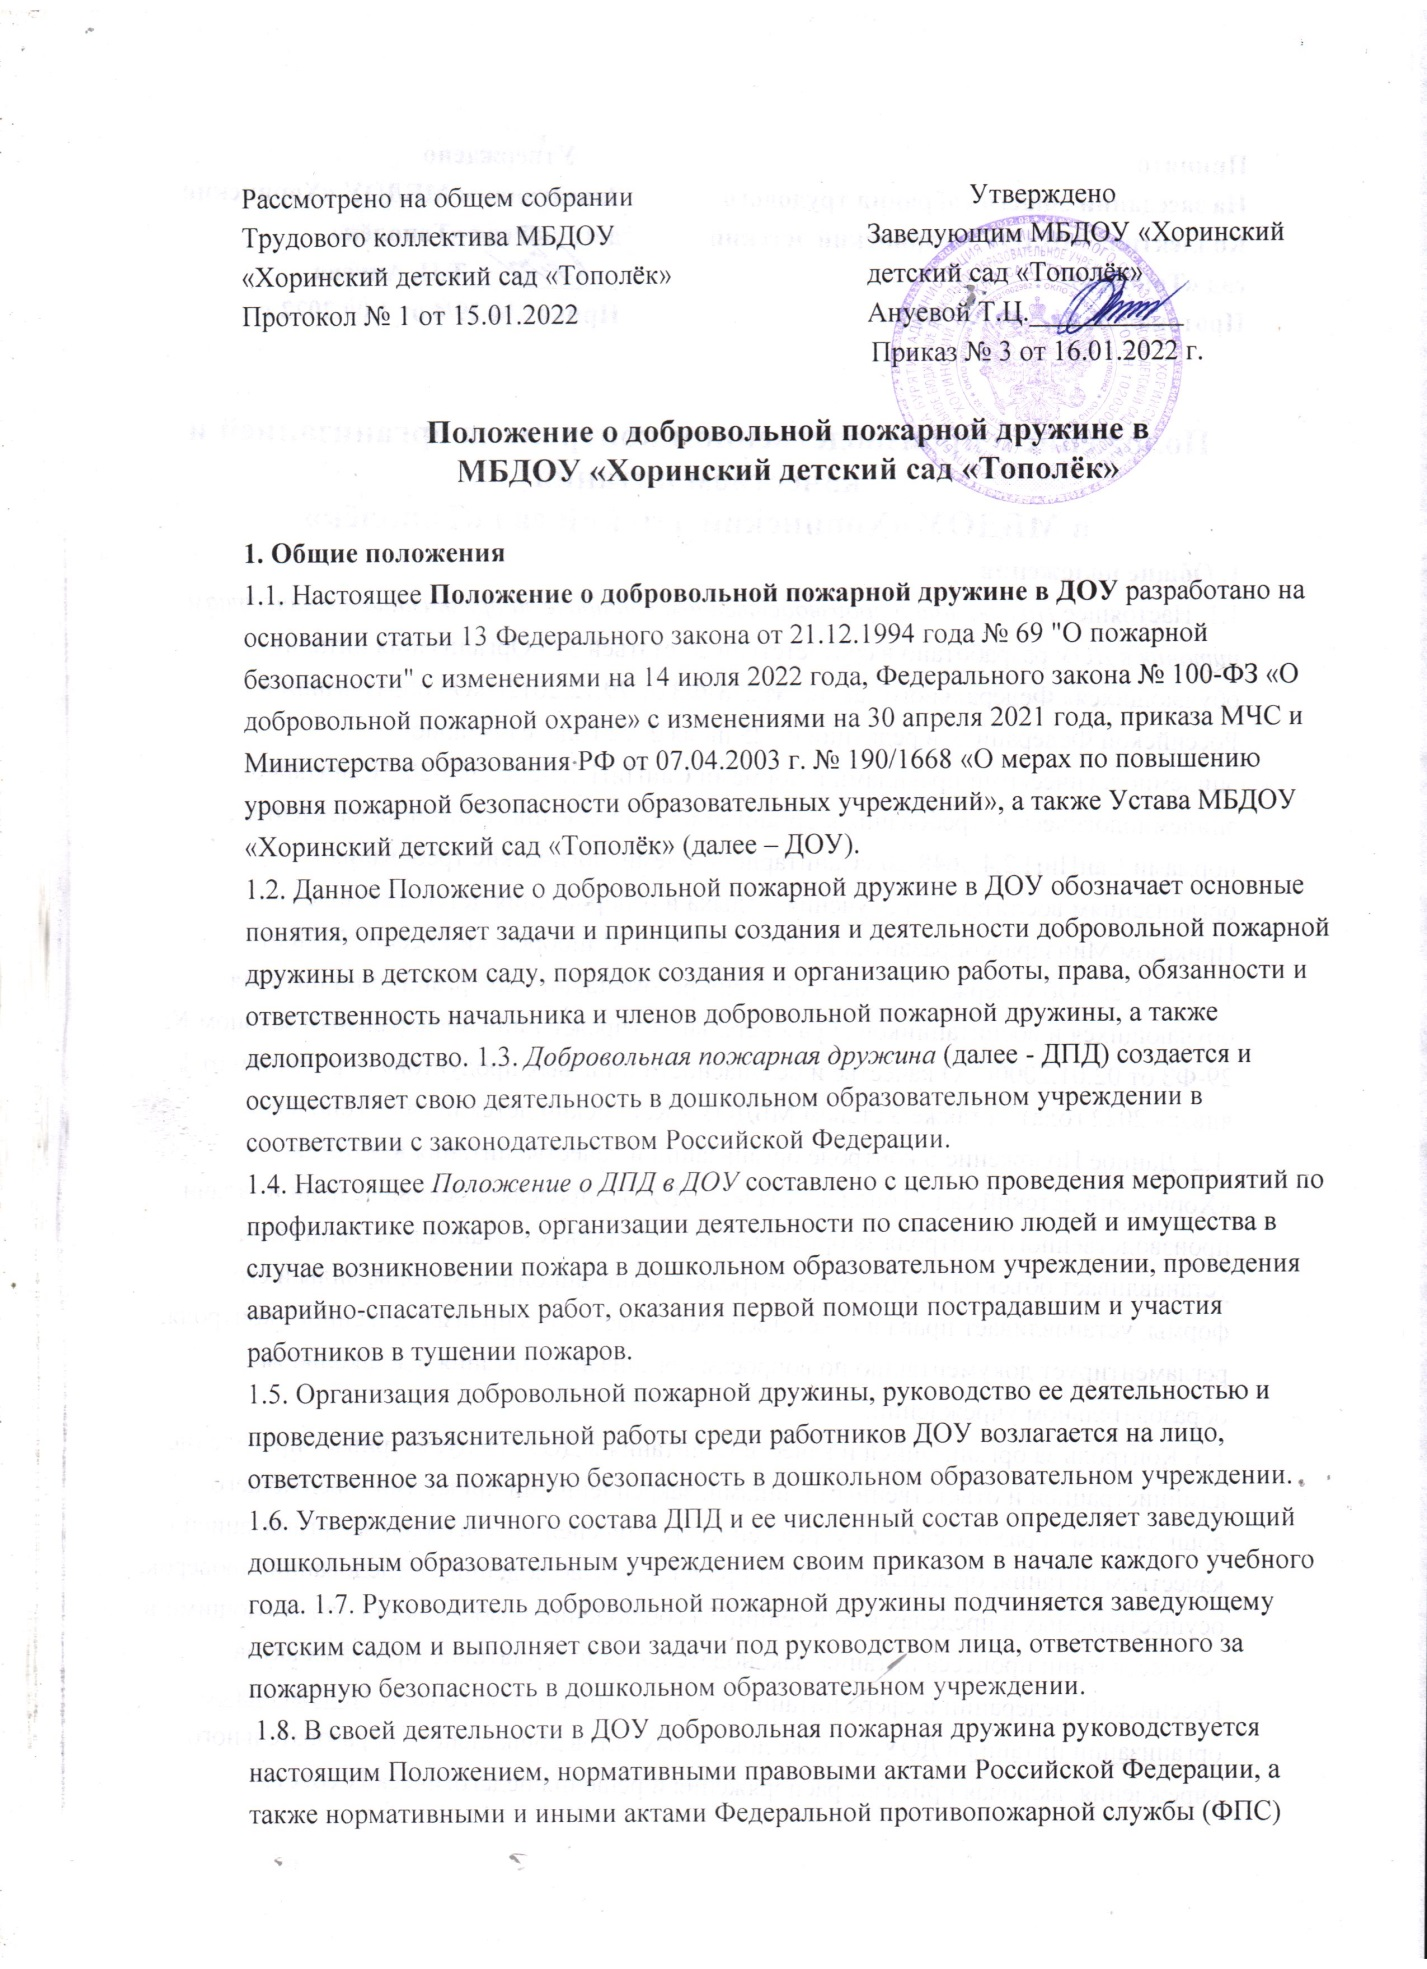 Рассмотрено на общем собрании
Трудового коллектива МБДОУ
«Хоринский детский сад «Тополёк»
Протокол № 1 от 15.01.2022
Утверждено
Заведующим МБДОУ «Хоринский
детский сад «Тополёк»
Ануевой Т.Ц.
Приказ № 3 от 16.01.2022 г.
Положение о добровольной пожарной дружине в
МБДОУ «Хоринский детский сад «Тополёк»
1. Общие положения
1.1. Настоящее Положение о добровольной пожарной дружине в ДОУ разработано на
основании статьи 13 Федерального закона от 21.12.1994 года № 69 "О пожарной
безопасности" с изменениями на 14 июля 2022 года, Федерального закона № 100-ФЗ «О
добровольной пожарной охране» с изменениями на 30 апреля 2021 года, приказа МЧС и
Министерства образования РФ от 07.04.2003 г. № 190/1668 «О мерах по повышению
уровня пожарной безопасности образовательных учреждений», а также Устава МБДОУ
«Хоринский детский сад «Тополёк» (далее – ДОУ).
1.2. Данное Положение о добровольной пожарной дружине в ДОУ обозначает основные
понятия, определяет задачи и принципы создания и деятельности добровольной пожарной
дружины в детском саду, порядок создания и организацию работы, права, обязанности и
ответственность начальника и членов добровольной пожарной дружины, а также
делопроизводство. 1.3. Добровольная пожарная дружина (далее - ДПД) создается и
осуществляет свою деятельность в дошкольном образовательном учреждении в
соответствии с законодательством Российской Федерации.
1.4. Настоящее Положение о ДПД в ДОУ составлено с целью проведения мероприятий по
профилактике пожаров, организации деятельности по спасению людей и имущества в
случае возникновении пожара в дошкольном образовательном учреждении, проведения
аварийно-спасательных работ, оказания первой помощи пострадавшим и участия
работников в тушении пожаров.
1.5. Организация добровольной пожарной дружины, руководство ее деятельностью и
проведение разъяснительной работы среди работников ДОУ возлагается на лицо,
ответственное за пожарную безопасность в дошкольном образовательном учреждении.
1.6. Утверждение личного состава ДПД и ее численный состав определяет заведующий
дошкольным образовательным учреждением своим приказом в начале каждого учебного
года. 1.7. Руководитель добровольной пожарной дружины подчиняется заведующему
детским садом и выполняет свои задачи под руководством лица, ответственного за
пожарную безопасность в дошкольном образовательном учреждении.
1.8. В своей деятельности в ДОУ добровольная пожарная дружина руководствуется
настоящим Положением, нормативными правовыми актами Российской Федерации, а
также нормативными и иными актами Федеральной противопожарной службы (ФПС)